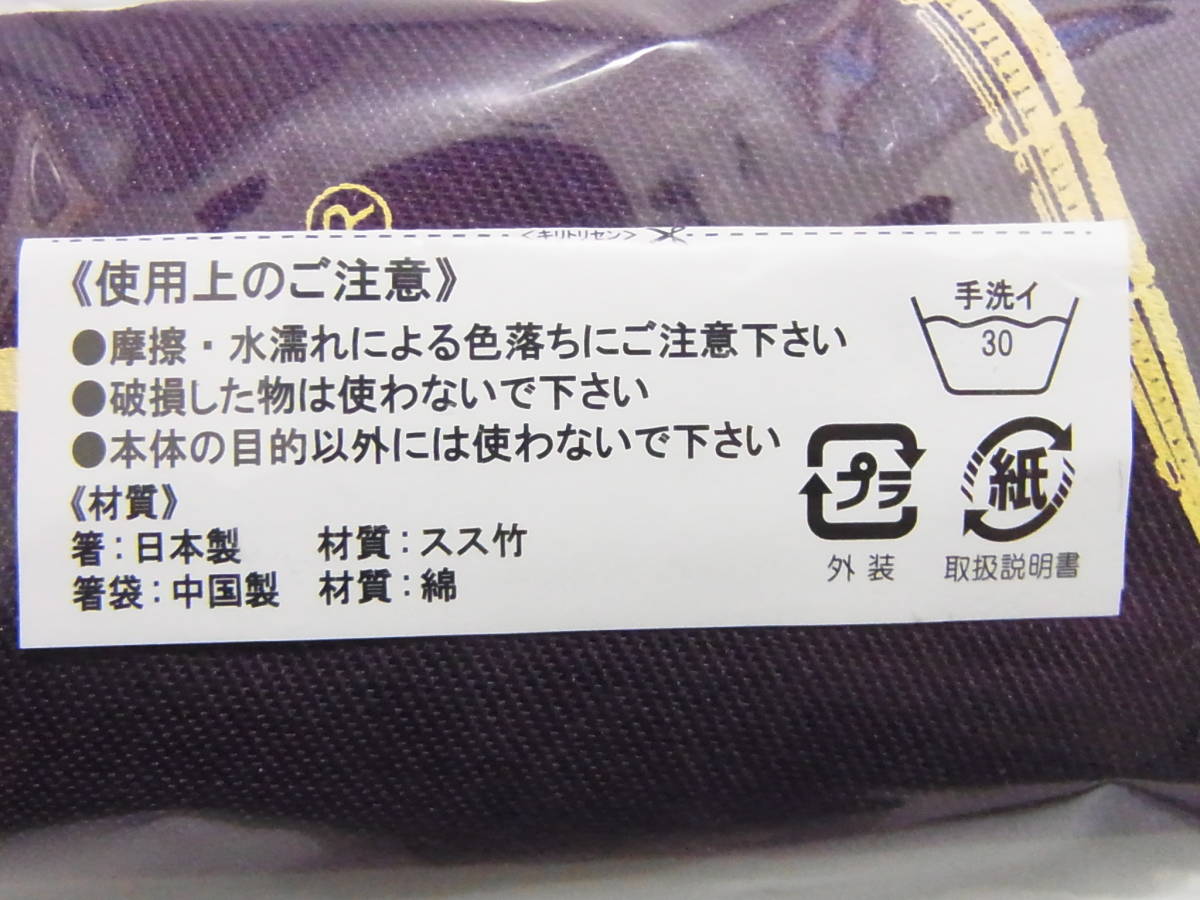 <キリトリセン>
《使用上のご注意》
●摩擦・水濡れによる色落ちにご注意下さい
●破損した物は使わないで下さい
●本体の目的以外には使わないで下さい
《材質》
箸:日本製 材質:スス竹
箸袋:中国製 材質:綿
手洗イ
30
プラ
外装
紙
取扱説明書